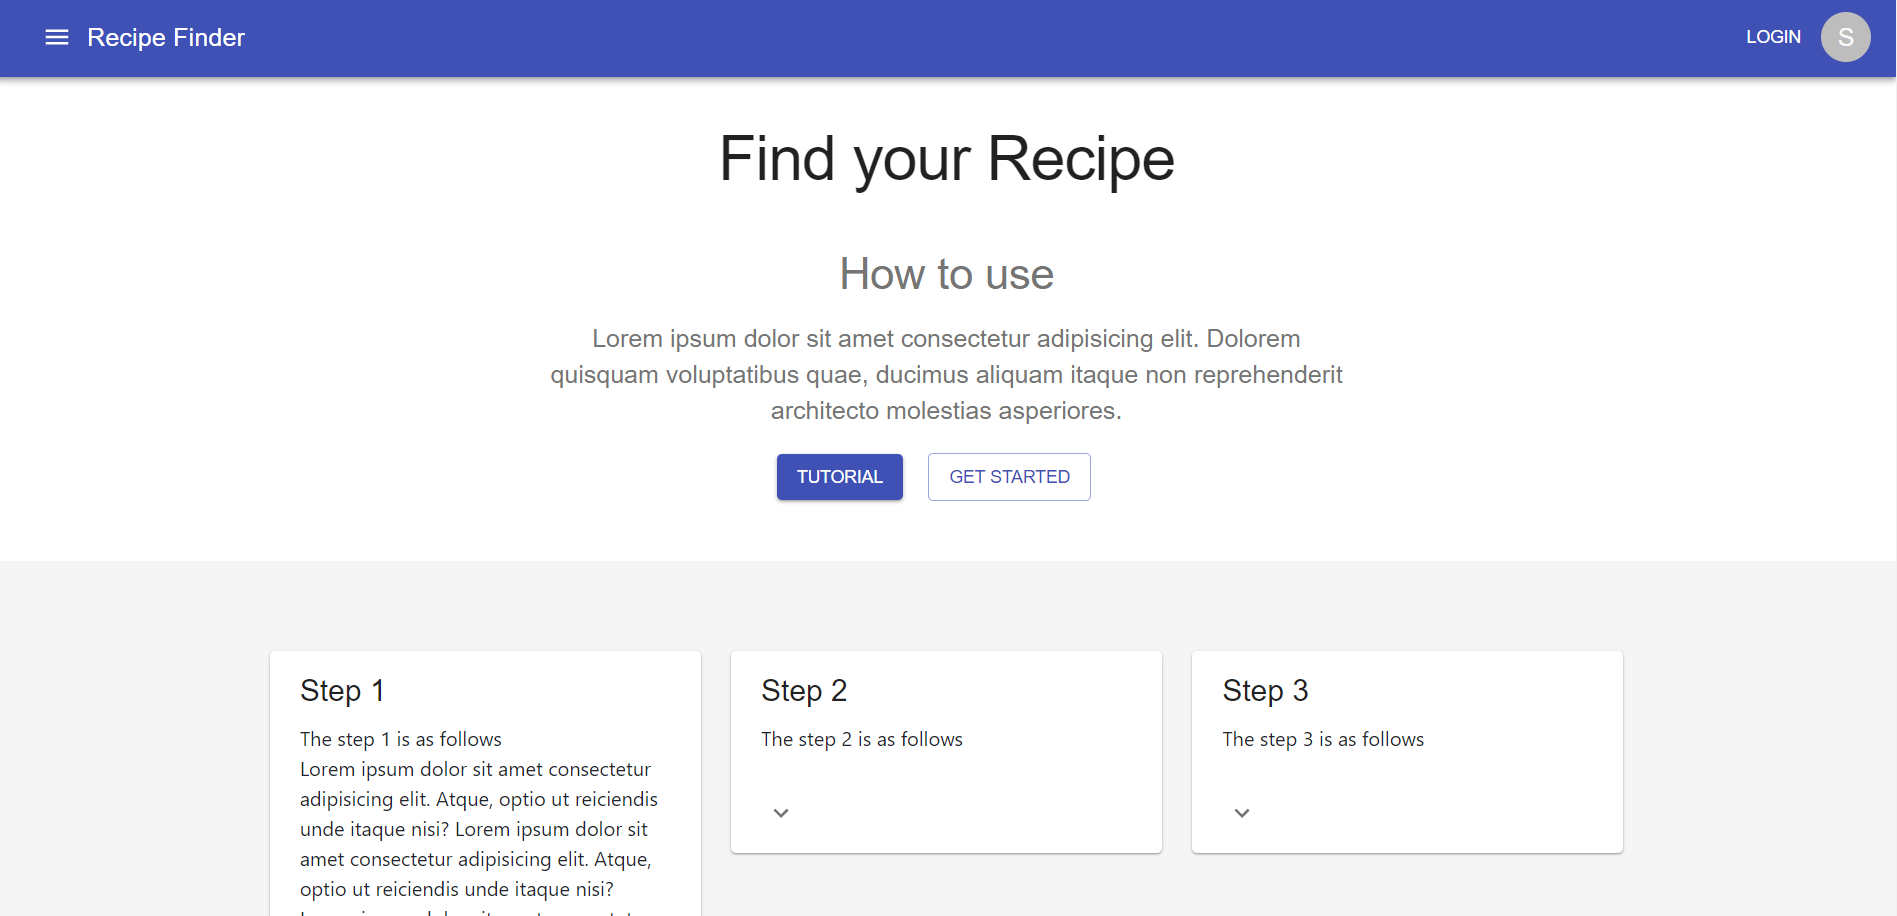 Recipe Finder
LOGIN
S
Find your Recipe
How to use
Lorem ipsum dolor sit amet consectetur adipisicing elit. Dolorem
quisquam voluptatibus quae, ducimus aliquam itaque non reprehenderit
architecto molestias asperiores.
TUTORIAL
GET STARTED
Step 1
The step 1 is as follows
Lorem ipsum dolor sit amet consectetur
adipisicing elit. Atque, optio ut reiciendis
unde itaque nisi? Lorem ipsum dolor sit
amet consectetur adipisicing elit. Atque,
optio ut reiciendis unde itaque nisi?
Step 2
The step 2 is as follows
Step 3
The step 3 is as follows